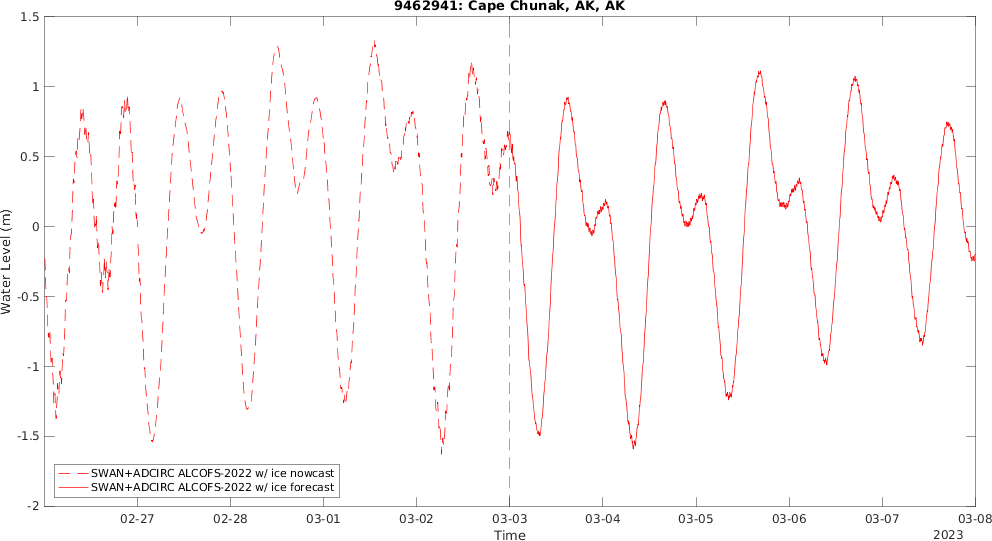 9462941: Cape Chunak, AK, AK
Water Level (m)
1.5
1
0.5
0
-0.5
-1
-1.5
-2
SWAN+ADCIRC ALCOFS-2022 w/ ice nowcast
SWAN+ADCIRC ALCOFS-2022 w/ ice forecast
02-27 02-28 03-01 03-02 03-03 03-04 03-05 03-06 03-07 03-08
Time
2023